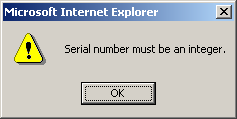 Microsoft Internet Explorer
Serial number must be an integer.
OK